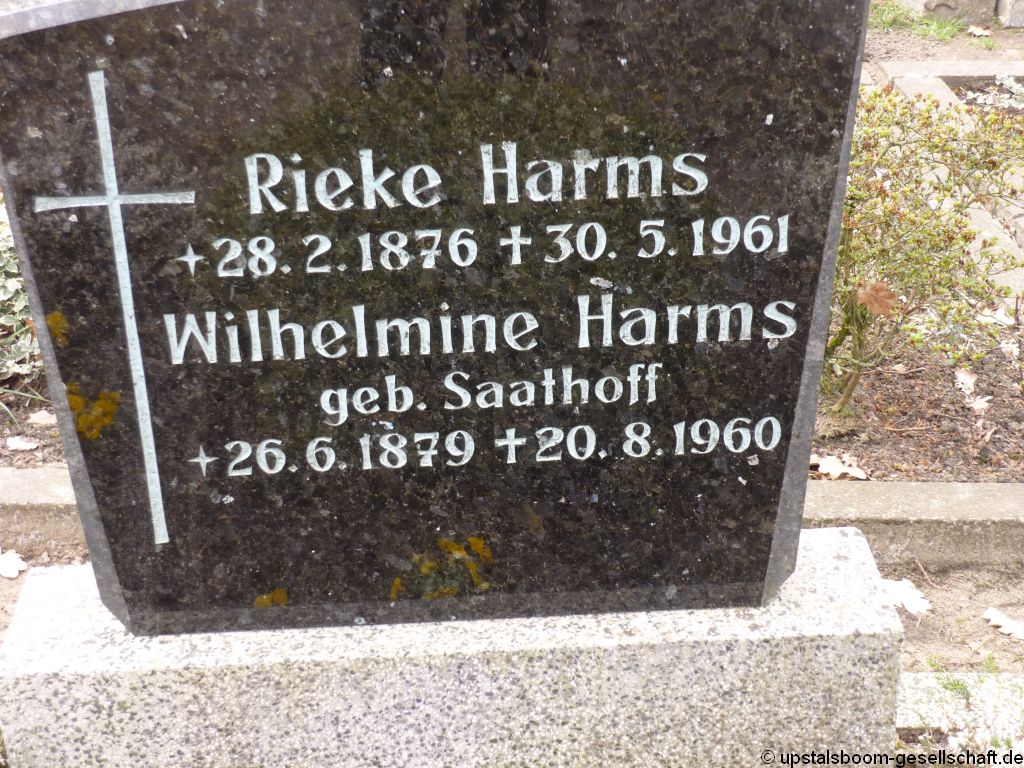 Rieke Harms
+28.2.1876 †30.5.1961
Wilhelmine Harms
geb. Saathoff
+26.6.1879 †20.8.1960
© upstalsboom-gesellschaft.de